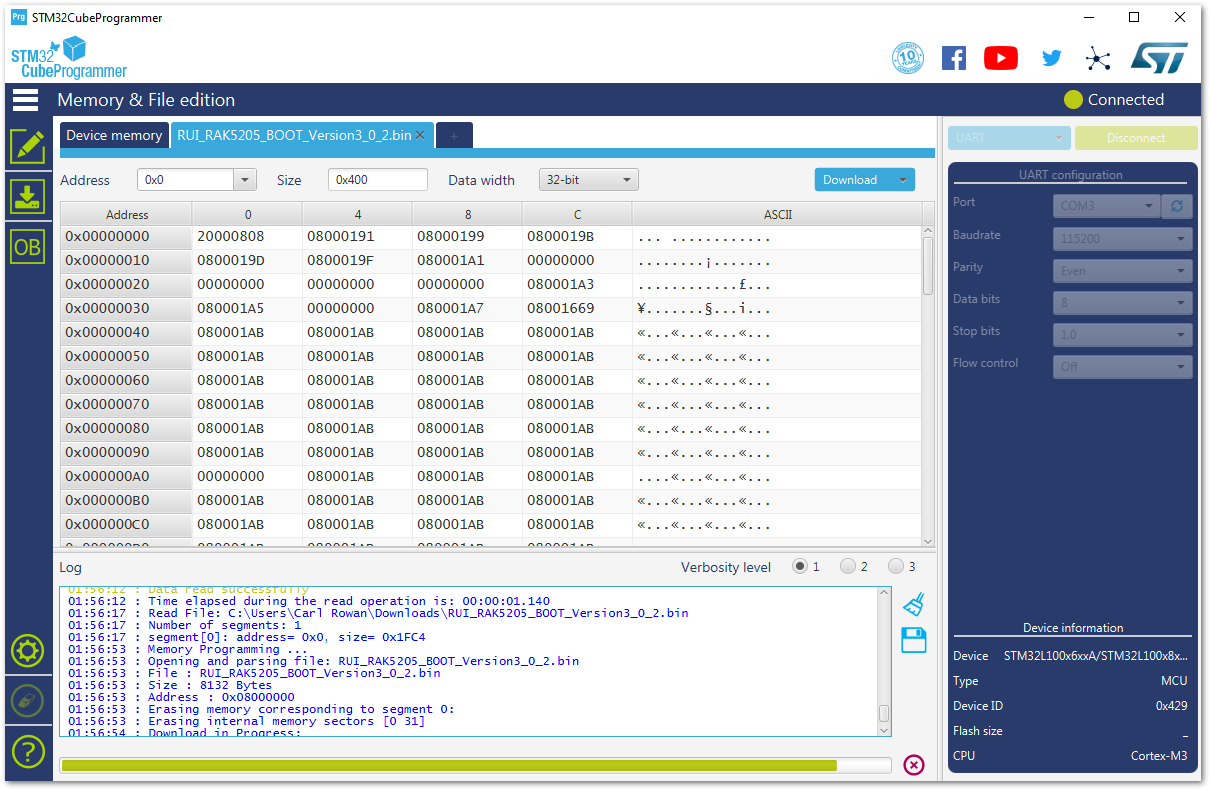 Prg STM32CubeProgrammer
STM32
CubeProgrammer
10 YEARS
ST
Memory & File edition
Connected
Device memory
RUI_RAK5205_BOOT_Version3_0_2.bin ×
+
UART
Disconnect
Address 0x0 Size 0x400 Data width 32-bit Download
Address 0 4 8 C ASCII
0x00000000 20000808 08000191 08000199 0800019B ... ............
0x00000010 0800019D 0800019F 080001A1 00000000 ........¡.......
0x00000020 00000000 00000000 00000000 080001A3 ............£...
0x00000030 080001A5 00000000 080001A7 08001669 ¥.......§...i...
0x00000040 080001AB 080001AB 080001AB 080001AB «...«...«...«...
0x00000050 080001AB 080001AB 080001AB 080001AB «...«...«...«...
0x00000060 080001AB 080001AB 080001AB 080001AB «...«...«...«...
0x00000070 080001AB 080001AB 080001AB 080001AB «...«...«...«...
0x00000080 080001AB 080001AB 080001AB 080001AB «...«...«...«...
0x00000090 080001AB 080001AB 080001AB 080001AB «...«...«...«...
0x000000A0 00000000 080001AB 080001AB 080001AB ....«...«...«...
0x000000B0 080001AB 080001AB 080001AB 080001AB «...«...«...«...
0x000000C0 080001AB 080001AB 080001AB 080001AB «...«...«...«...
0x000000D0 080001AB 080001AB 080001AB 080001AB
OB
UART configuration
Port COM3
Baudrate 115200
Parity Even
Data bits 8
Stop bits 1.0
Flow control Off
Log
Verbosity level 1 2 3
01:56:12 : Data read successfully
01:56:12 : Time elapsed during the read operation is: 00:00:01.140
01:56:17 : Read File: C:\Users\Carl Rowan\Downloads\RUI_RAK5205_BOOT_Version3_0_2.bin
01:56:17 : Number of segments: 1
01:56:17 : segment[0]: address= 0x0, size= 0x1FC4
01:56:53 : Memory Programming ...
01:56:53 : Opening and parsing file: RUI_RAK5205_BOOT_Version3_0_2.bin
01:56:53 : File : RUI_RAK5205_BOOT_Version3_0_2.bin
01:56:53 : Size : 8132 Bytes
01:56:53 : Address : 0x08000000
01:56:53 : Erasing memory corresponding to segment 0:
01:56:53 : Erasing internal memory sectors [0 31]
01:56:54 : Download in Progress:
?
Device information
Device STM32L100x6xxA/STM32L100x8x...
Type MCU
Device ID 0x429
Flash size _
CPU Cortex-M3